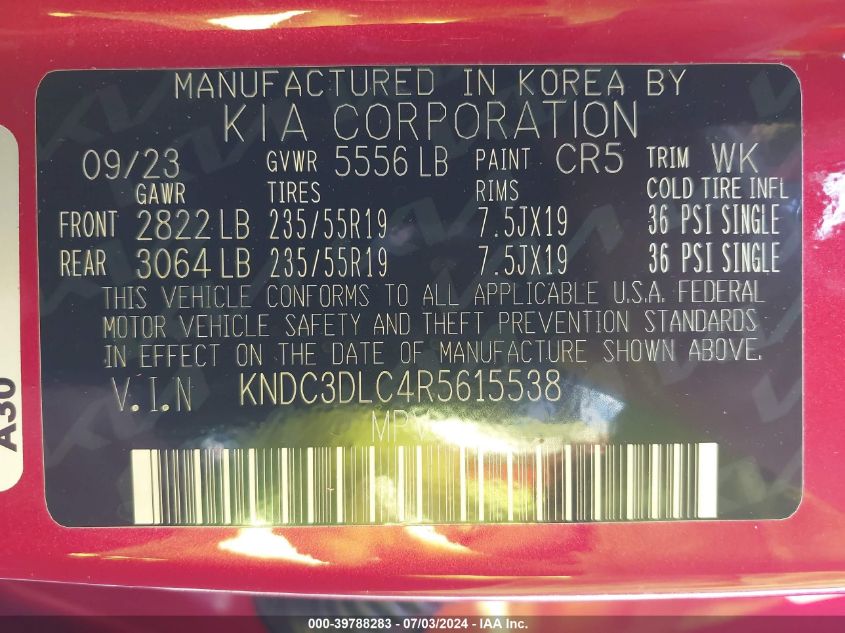 MANUFACTURED IN KOREA BY
KIA CORPORATION
09/23 GVWR 5556 LB PAINT CR5 TRIM WK
GAWR TIRES RIMS COLD TIRE INFL
FRONT 2822 LB 235/55R19 7.5JX19 36 PSI SINGLE
REAR 3064 LB 235/55R19 7.5JX19 36 PSI SINGLE
THIS VEHICLE CONFORMS TO ALL APPLICABLE U.S.A. FEDERAL
MOTOR VEHICLE SAFETY AND THEFT PREVENTION STANDARDS
IN EFFECT ON THE DATE OF MANUFACTURE SHOWN ABOVE.
V.I.N KNDC3DLC4R5615538
MPV
A30
000-39788283 - 07/03/2024 - IAA Inc.